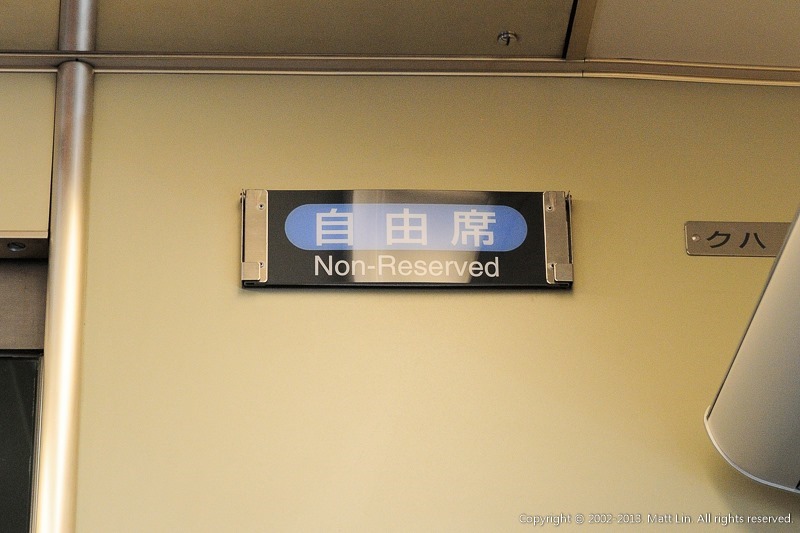 自由席
Non-Reserved
クハ
Copyright © 2002-2013 Matt Lin All rights reserved.